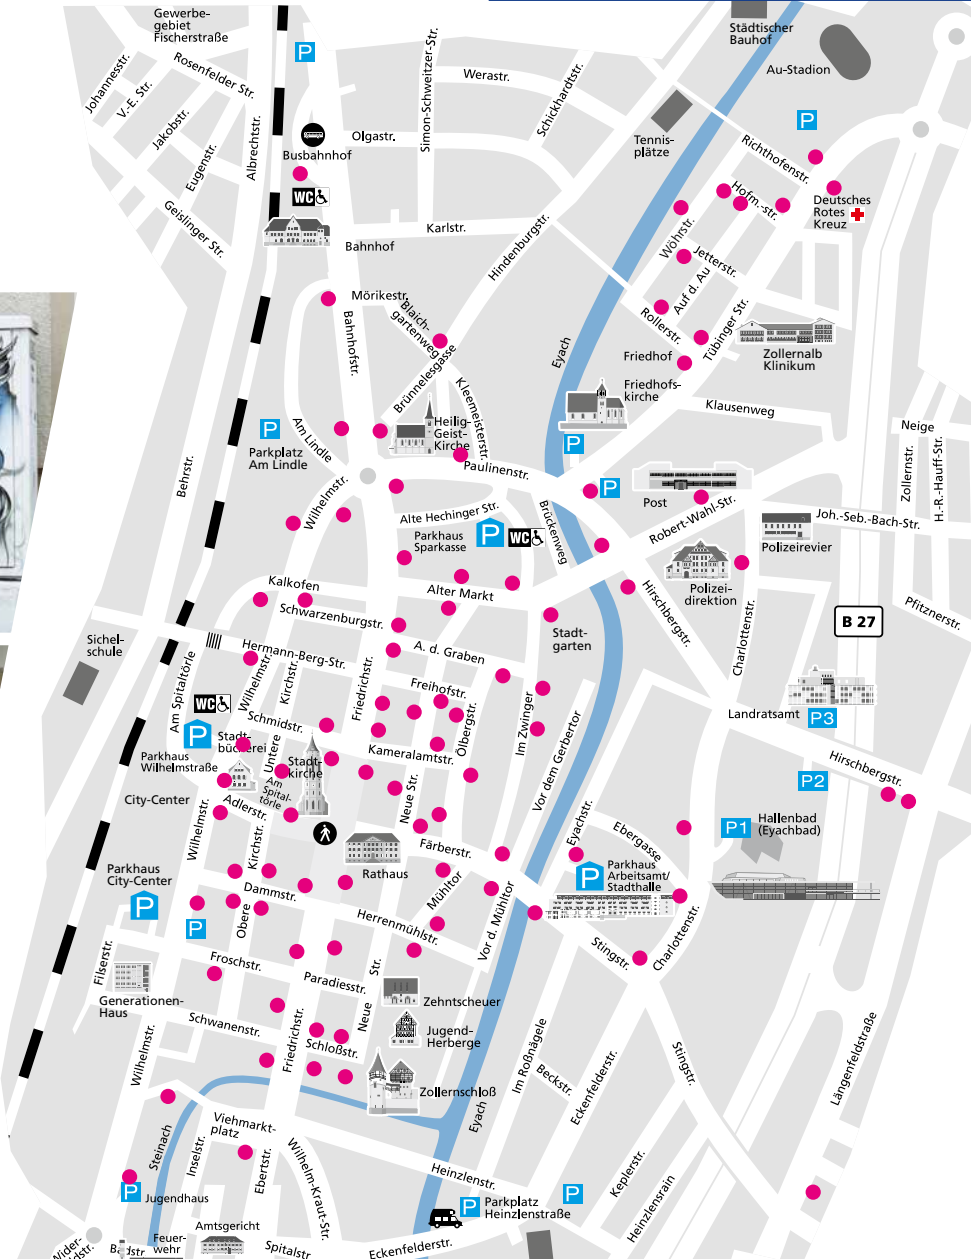 Gewerbe-
gebiet
Fischerstraße
P
Johannesstr.
V.-E. Str.
Jakobstr.
Eugenstr.
Rosenfelder Str.
Albrechtstr.
Geislinger Str.
Busbahnhof
WC
Bahnhof
Olgastr.
Simon-Schweitzer-Str.
Werastr.
Schickhardtstr.
Karlstr.
Hindenburgstr.
Tennis-
plätze
Städtischer
Bauhof
Au-Stadion
P
Richthofenstr.
Hofm.-str.
Deutsches
Rotes
Kreuz
Wöhrstr.
Jetterstr.
Auf d. Au
Rollerstr.
Tübinger Str.
Zollernalb
Klinikum
Friedhof
Friedhofs-
kirche
Klausenweg
Neige
Zollernstr.
H.-R.-Hauff-Str.
Mörikestr.
Blaich-
gartenweg
Bahnhofstr.
Brünnelesgasse
Kleemeisterstr.
Eyach
Heilig-
Geist-
Kirche
P
Parkplatz
Am Lindle
Am Lindle
Behrstr.
Wilhelmstr.
Paulinenstr.
P
P
Post
Robert-Wahl-Str.
Joh.-Seb.-Bach-Str.
Polizeirevier
Polizei-
direktion
Alte Hechinger Str.
Parkhaus
Sparkasse
P
WC
Brückenweg
Alter Markt
Kalkofen
Schwarzenburgstr.
Hirschbergstr.
Charlottenstr.
B 27
Pfitznerstr.
Stadt-
garten
Sichel-
schule
Am Spitaltörle
Hermann-Berg-Str.
Wilhelmstr.
Kirchstr.
Untere
Friedrichstr.
A. d. Graben
Freihofstr.
Ölbergstr.
Im Zwinger
Vor dem Gerbertor
Landratsamt
P3
Hirschbergstr.
P2
P1
Hallenbad
(Eyachbad)
WC
P
Parkhaus
Wilhelmstraße
Schmidstr.
Stadt-
bücherei
Stadt-
kirche
Am
Spital-
törle
Kameralamtstr.
Neue Str.
City-Center
Adlerstr.
Wilhelmstr.
Kirchstr.
Obere
Rathaus
Färberstr.
Mühltor
Vor d. Mühltor
Eyachstr.
Ebergasse
P
Parkhaus
Arbeitsamt/
Stadthalle
Charlottenstr.
Stingstr.
Parkhaus
City-Center
P
P
Dammstr.
Herrenmühlstr.
Filserstr.
Froschstr.
Paradiesstr.
Neue
Str.
Zehntscheuer
Generationen-
Haus
Schwanenstr.
Friedrichstr.
Schloßstr.
Jugend-
Herberge
Zollernschloß
Wilhelmstr.
Eyach
Im Roßnägele
Beckstr.
Eckenfelderstr.
Stingstr.
Längenfeldstraße
Steinach
Inselstr.
Viehmarkt-
platz
Ebertstr.
Wilhelm-Kraut-Str.
Heinzlenstr.
Keplerstr.
Heinzlensrain
P
Jugendhaus
P
Parkplatz
Heinzlenstraße
P
Feuer-
wehr
Amtsgericht
Spitalstr
Eckenfelderstr.